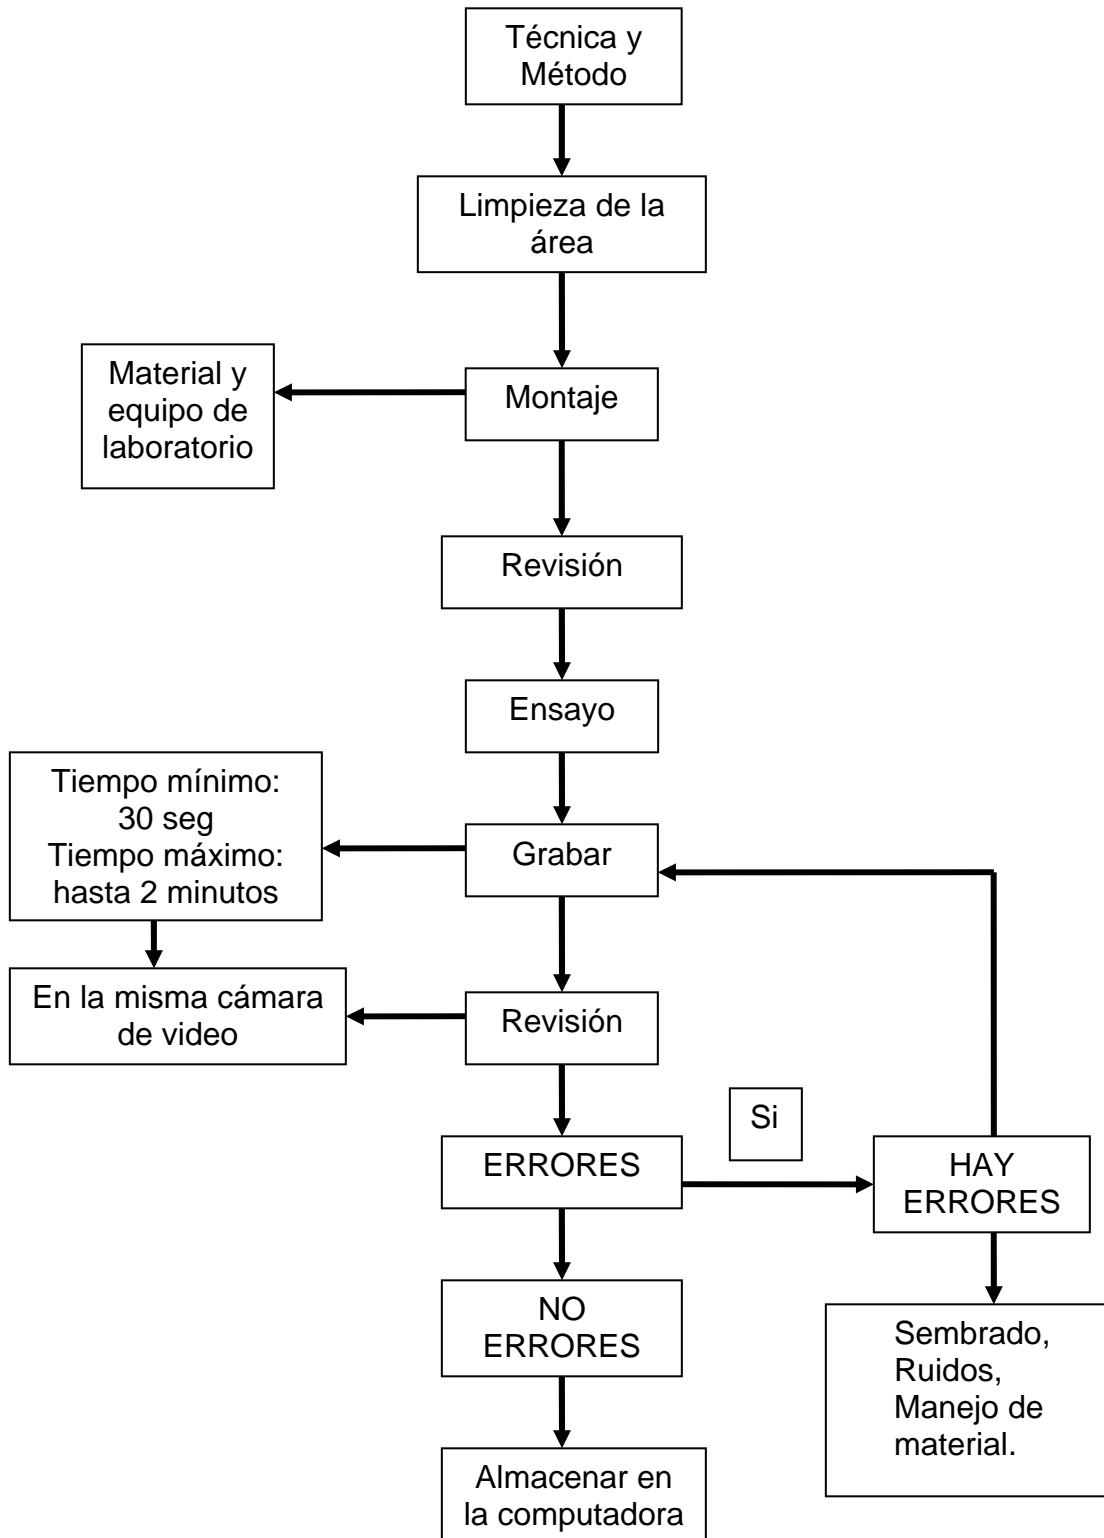 Técnica y
Método
Limpieza de la
área
Material y
equipo de
laboratorio
Montaje
Revisión
Ensayo
Tiempo mínimo:
30 seg
Tiempo máximo:
hasta 2 minutos
Grabar
En la misma cámara
de video
Revisión
Si
ERRORES
HAY
ERRORES
NO
ERRORES
Sembrado,
Ruidos,
Manejo de
material.
Almacenar en
la computadora